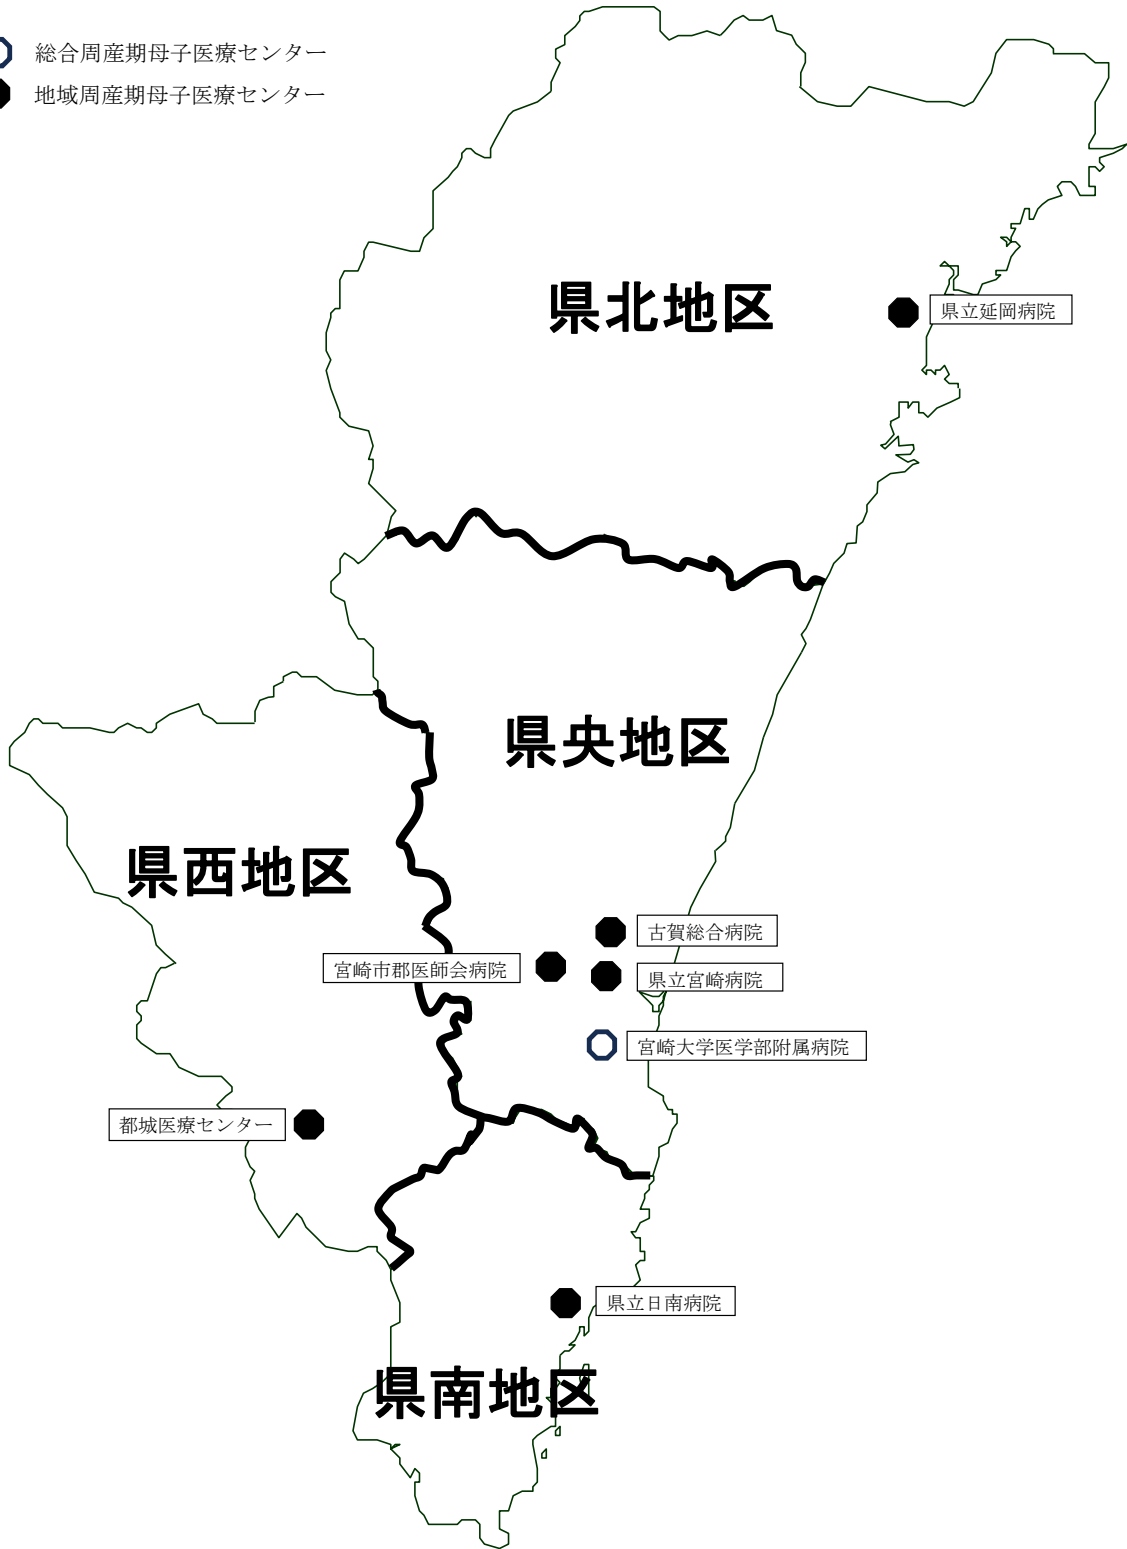 総合周産期母子医療センター
地域周産期母子医療センター
県北地区
県立延岡病院
県央地区
県西地区
古賀総合病院
宮崎市郡医師会病院
県立宮崎病院
宮崎大学医学部附属病院
都城医療センター
県立日南病院
県南地区